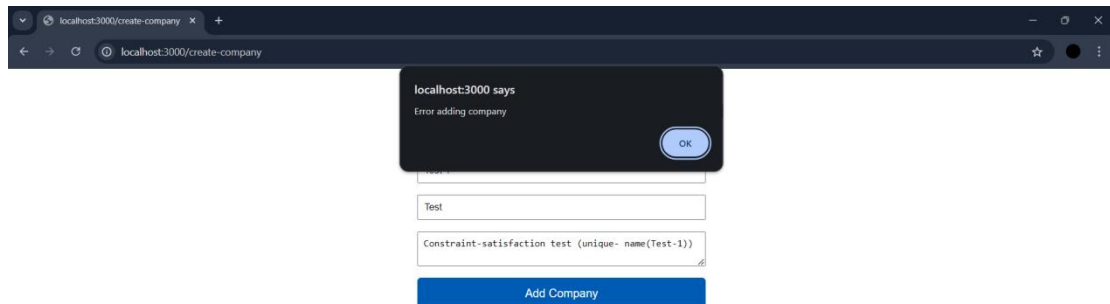 localhost:3000/create-company
localhost:3000/create-company
localhost:3000 says
Error adding company
OK
Test
Constraint-satisfaction test (unique- name(Test-1))
Add Company